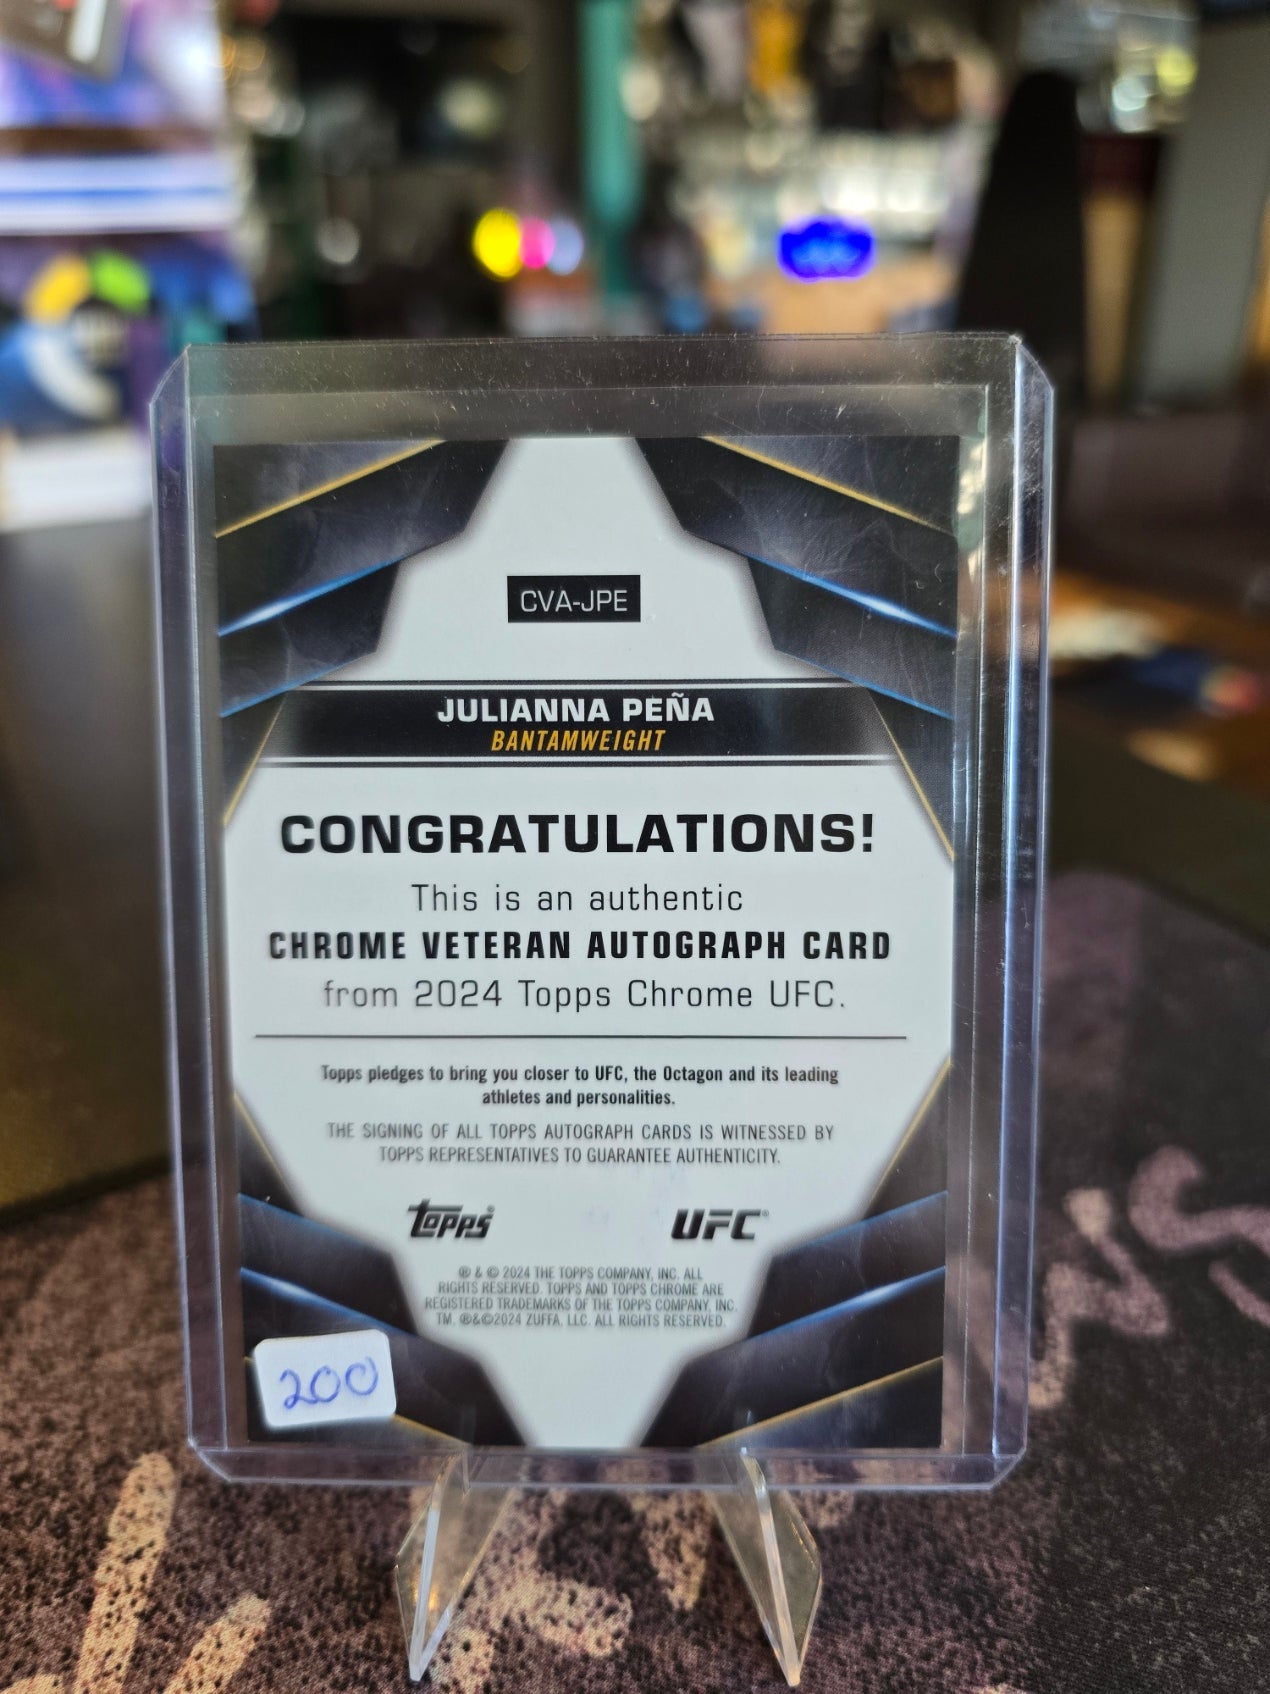 CVA-JPE
JULIANNA PEÑA
BANTAMWEIGHT
CONGRATULATIONS!
This is an authentic
CHROME VETERAN AUTOGRAPH CARD
from 2024 Topps Chrome UFC.
Topps pledges to bring you closer to UFC, the Octagon and its leading
athletes and personalities.
THE SIGNING OF ALL TOPPS AUTOGRAPH CARDS IS WITNESSED BY
TOPPS REPRESENTATIVES TO GUARANTEE AUTHENTICITY.
topps® UFC®
® & © 2024 THE TOPPS COMPANY, INC. ALL
RIGHTS RESERVED. TOPPS AND TOPPS CHROME ARE
REGISTERED TRADEMARKS OF THE TOPPS COMPANY, INC.
TM, ®&©2024 ZUFFA, LLC. ALL RIGHTS RESERVED.
200